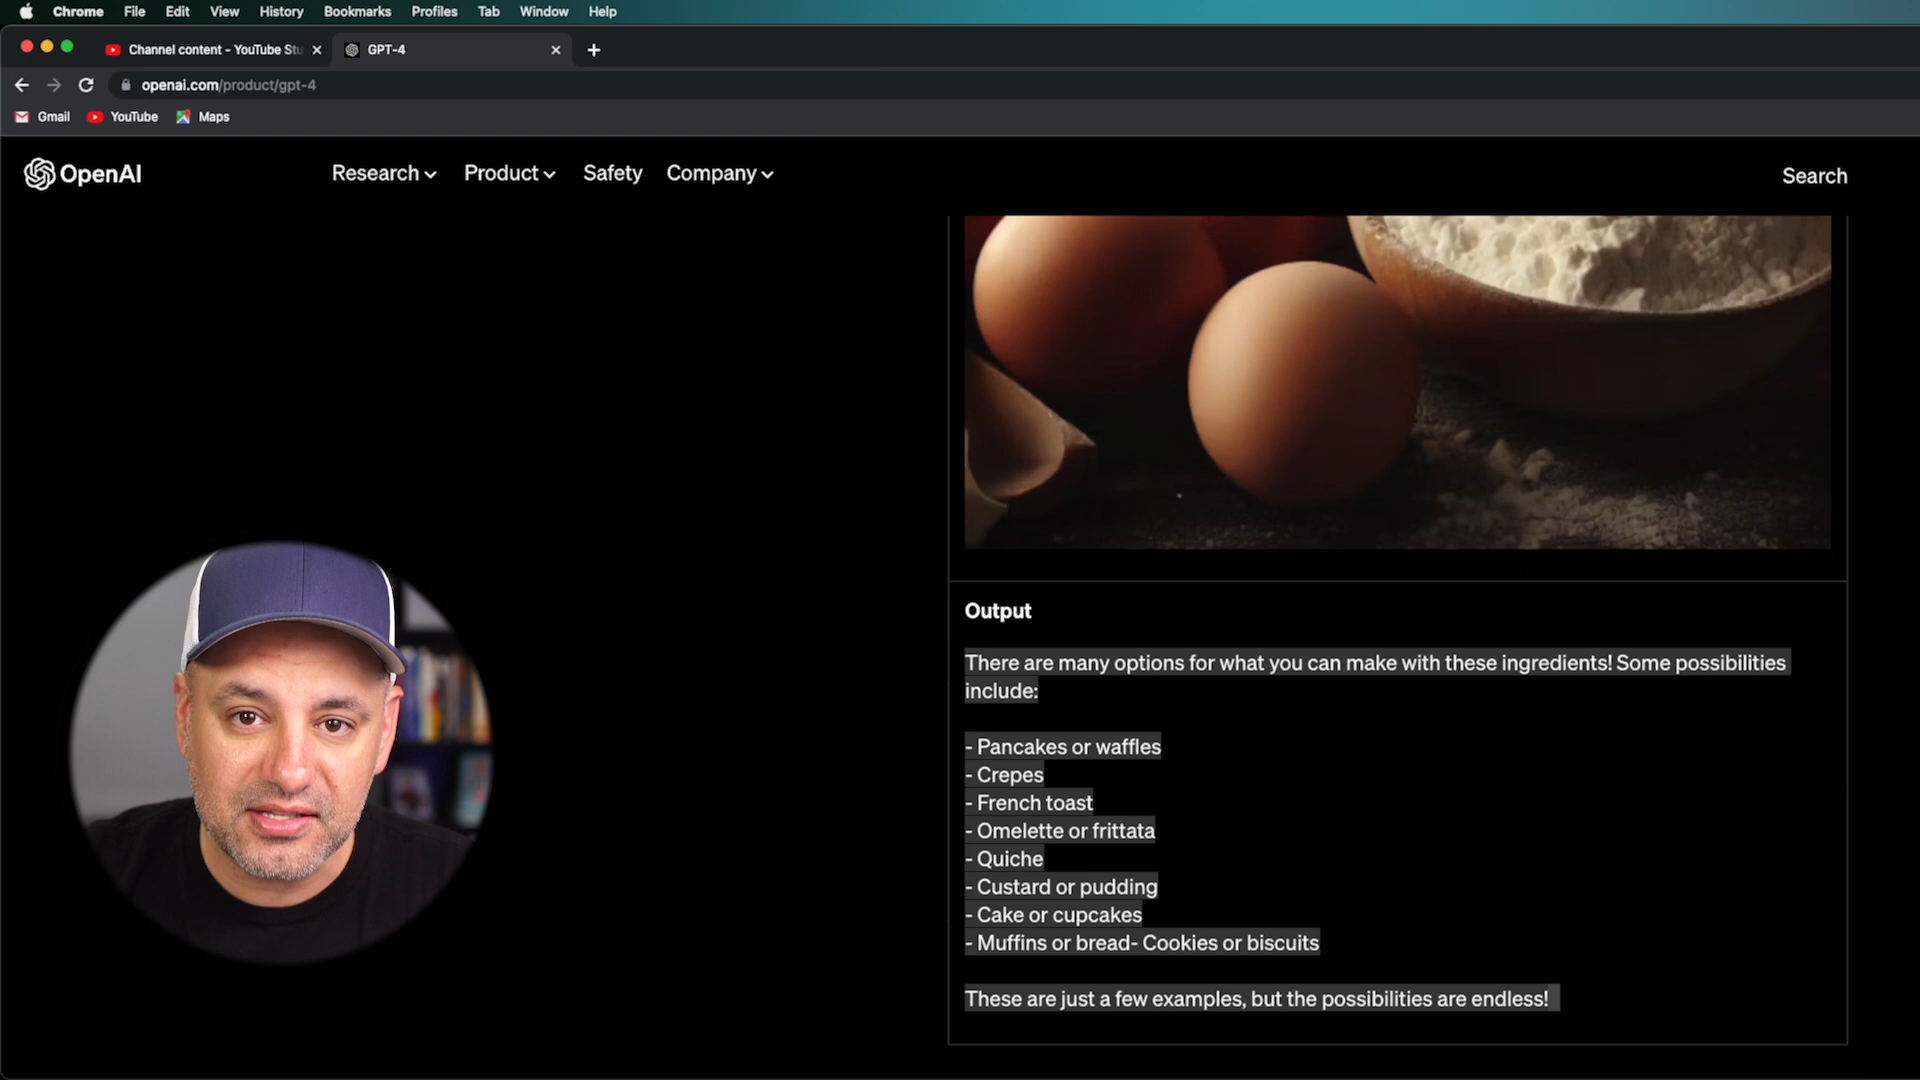 Chrome File Edit View History Bookmarks Profiles Tab Window Help
Channel content - YouTube Stu
GPT-4
openai.com/product/gpt-4
Gmail YouTube Maps
OpenAI
Research Product Safety Company
Search
Output
There are many options for what you can make with these ingredients! Some possibilities
include:
- Pancakes or waffles
- Crepes
- French toast
- Omelette or frittata
- Quiche
- Custard or pudding
- Cake or cupcakes
- Muffins or bread- Cookies or biscuits
These are just a few examples, but the possibilities are endless!